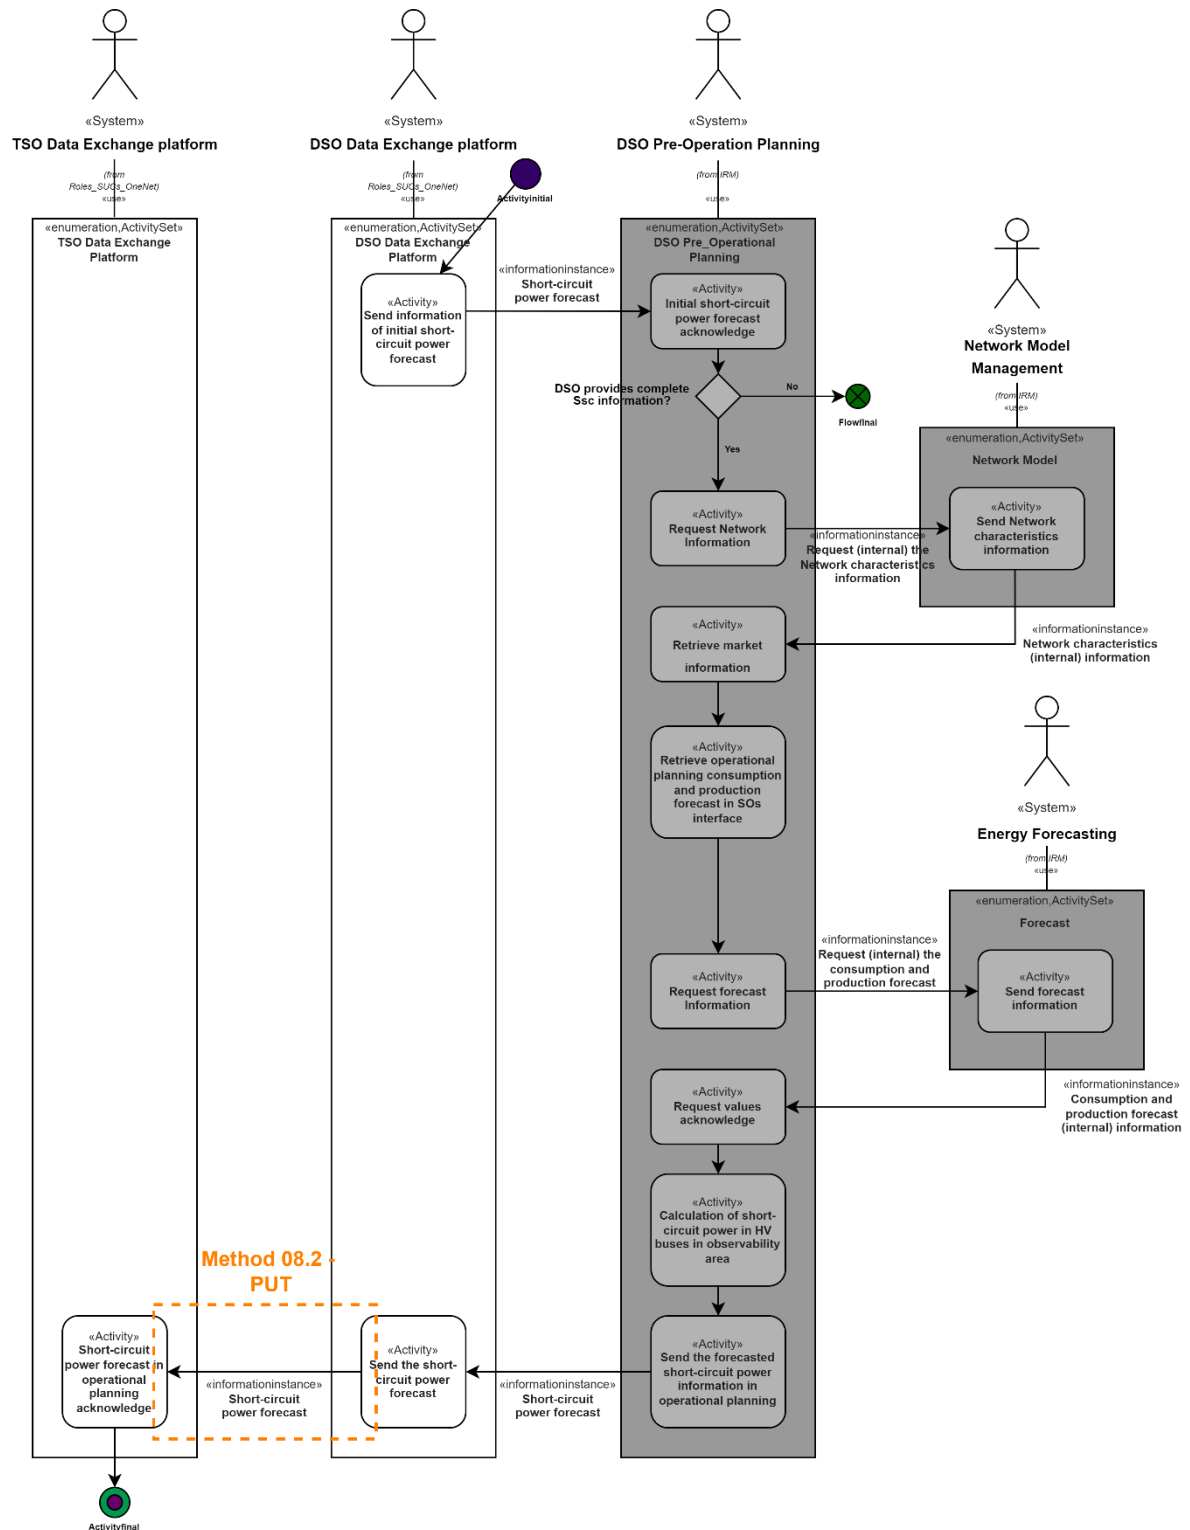 «System»
TSO Data Exchange platform
(from
Roles_SUCs_OneNet)
«use»
«System»
DSO Data Exchange platform
(from
Roles_SUCs_OneNet)
«use»
«System»
DSO Pre-Operation Planning
(from IRM)
«use»
Activityinitial
«enumeration,ActivitySet»
TSO Data Exchange
Platform
«enumeration,ActivitySet»
DSO Data Exchange
Platform
«enumeration,ActivitySet»
DSO Pre_Operational
Planning
«Activity»
Send information
of initial short-
circuit power
forecast
«informationinstance»
Short-circuit
power forecast
«Activity»
Initial short-circuit
power forecast
acknowledge
DSO provides complete
Ssc information?
No
Flowfinal
Yes
«System»
Network Model
Management
(from IRM)
«use»
«enumeration,ActivitySet»
Network Model
«Activity»
Request Network
Information
«informationinstance»
Request (internal) the
Network characteristics
information
«Activity»
Send Network
characteristics
information
«informationinstance»
Network characteristics
(internal) information
«Activity»
Retrieve market
information
«Activity»
Retrieve operational
planning consumption
and production
forecast in SOs
interface
«System»
Energy Forecasting
(from IRM)
«use»
«enumeration,ActivitySet»
Forecast
«Activity»
Request forecast
Information
«informationinstance»
Request (internal) the
consumption and
production forecast
«Activity»
Send forecast
information
«informationinstance»
Consumption and
production forecast
(internal) information
«Activity»
Request values
acknowledge
«Activity»
Calculation of short-
circuit power in HV
buses in observability
area
Method 08.2 -
PUT
«Activity»
Short-circuit
power forecast in
operational
planning
acknowledge
«informationinstance»
Short-circuit
power forecast
«Activity»
Send the short-
circuit power
forecast
«informationinstance»
Short-circuit
power forecast
«Activity»
Send the forecasted
short-circuit power
information in
operational planning
Activityfinal